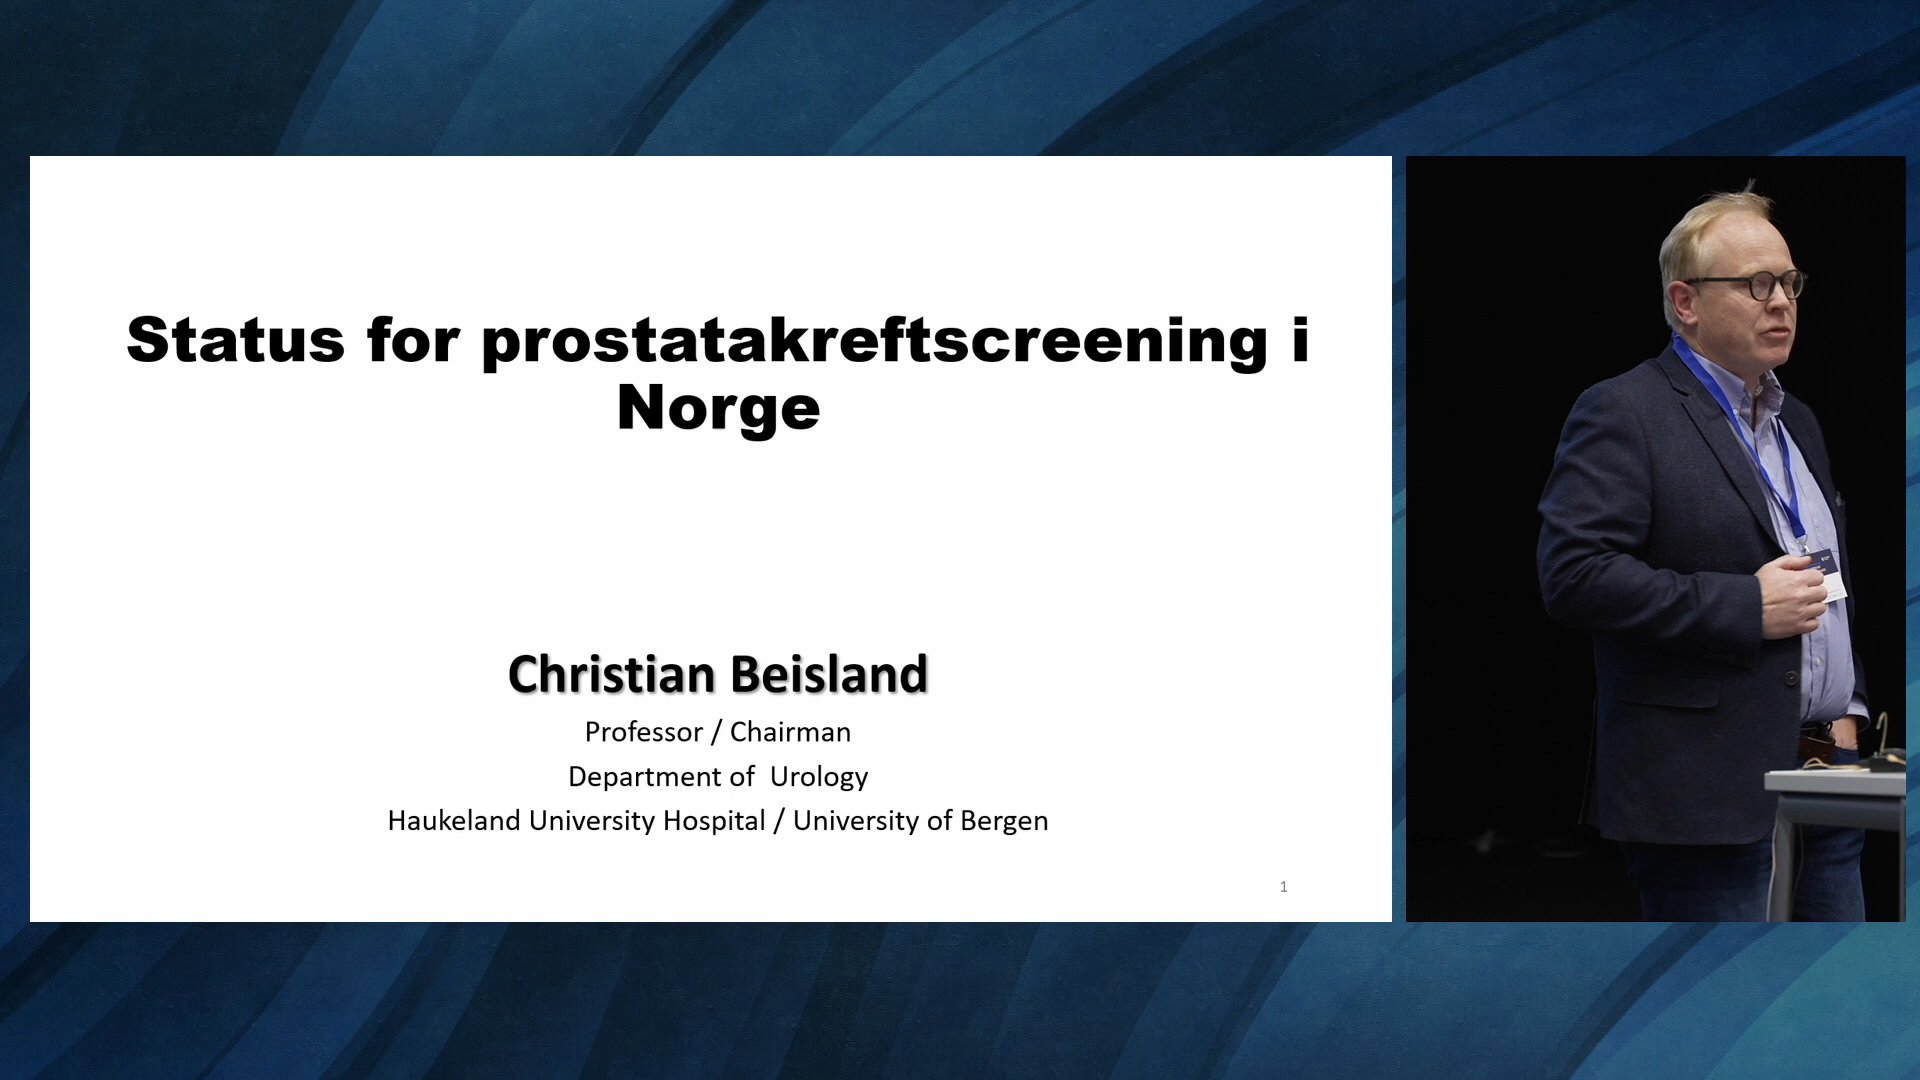 Status for prostatakreftscreening i
Norge
Christian Beisland
Professor / Chairman
Department of  Urology
Haukeland University Hospital / University of Bergen
1